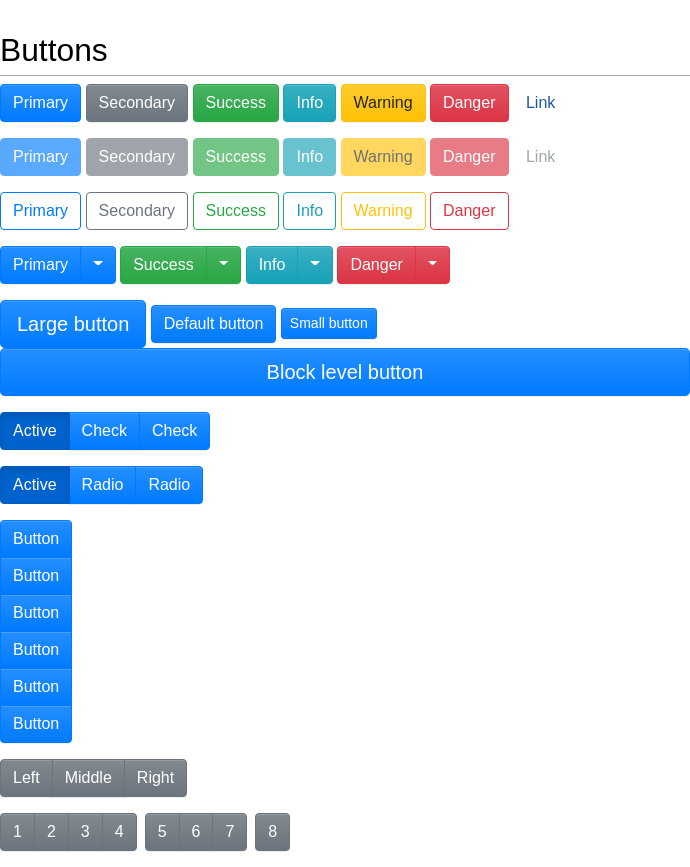 Buttons
Primary Secondary Success Info Warning Danger Link
Primary Secondary Success Info Warning Danger Link
Primary Secondary Success Info Warning Danger
Primary Success Info Danger
Large button Default button Small button
Block level button
Active Check Check
Active Radio Radio
Button
Button
Button
Button
Button
Button
Left Middle Right
1 2 3 4 5 6 7 8